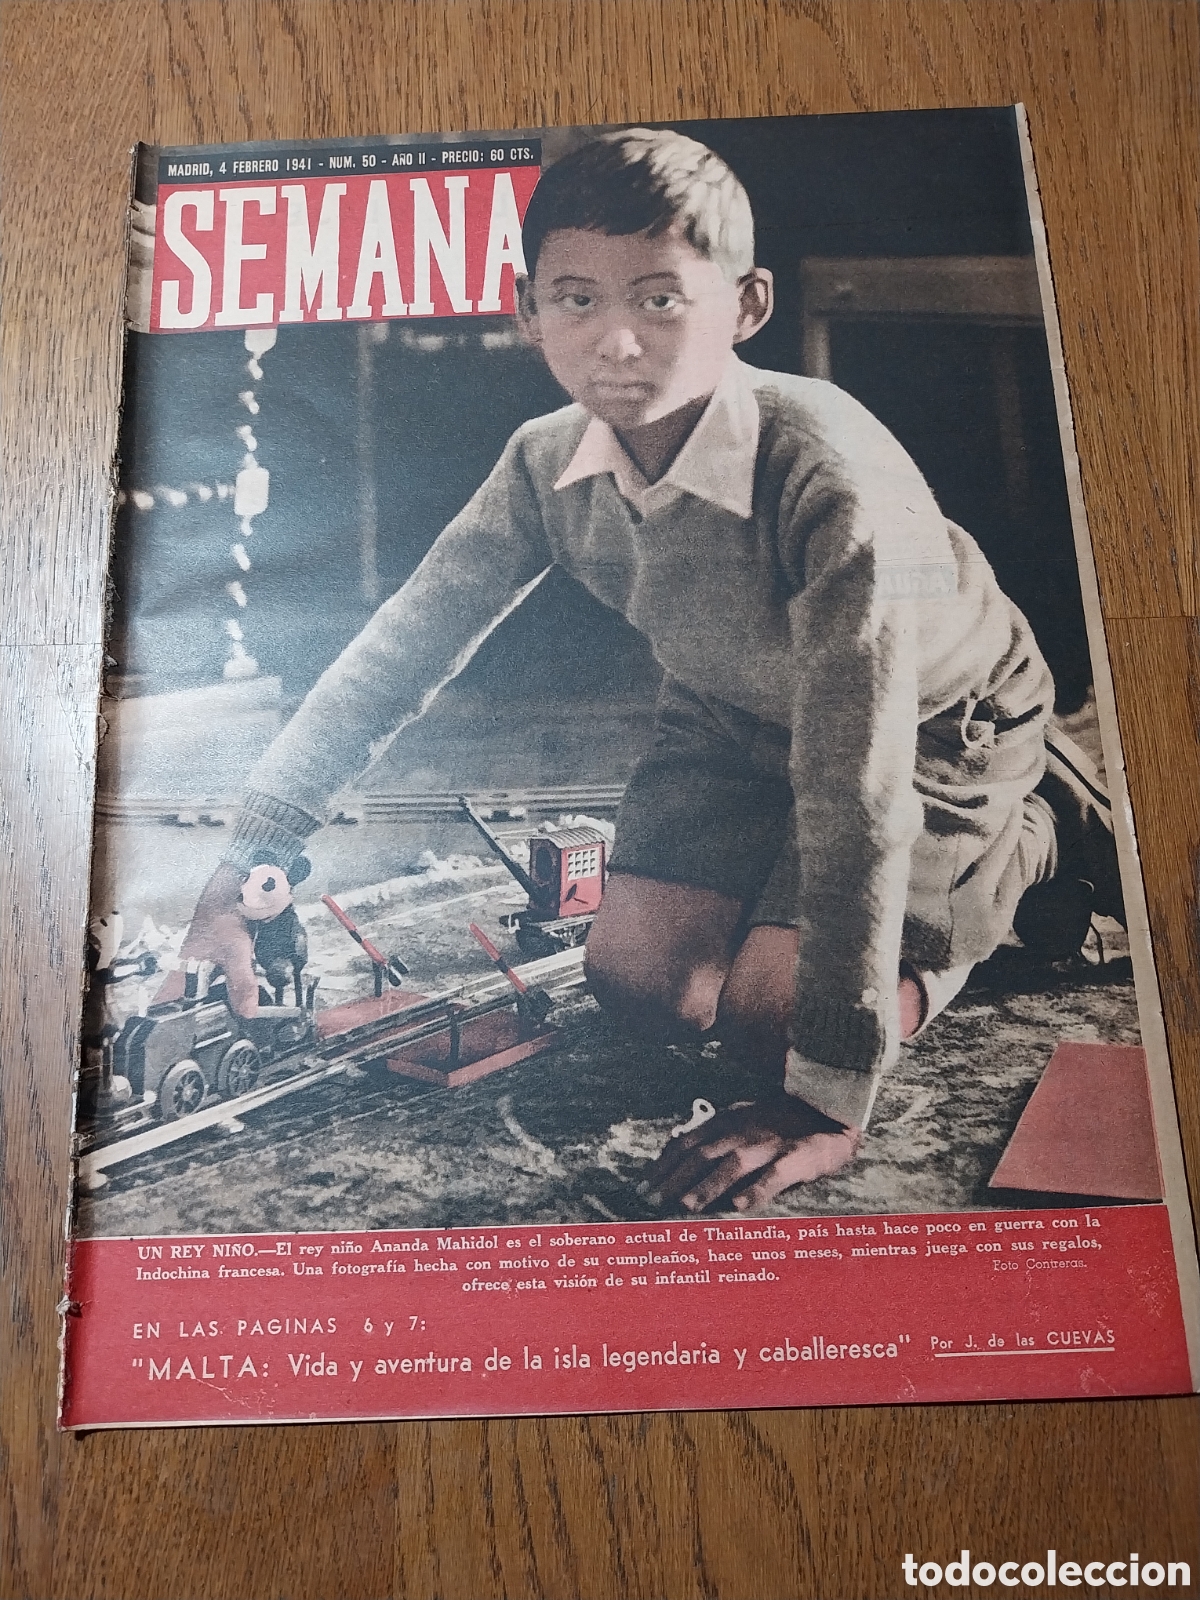 MADRID, 4 FEBRERO 1941 - NUM. 50 - AÑO II - PRECIO: 60 CTS.
SEMANA
UN REY NIÑO.—El rey niño Ananda Mahidol es el soberano actual de Thailandia, país hasta hace poco en guerra con la
Indochina francesa. Una fotografía hecha con motivo de su cumpleaños, hace unos meses, mientras juega con sus regalos,
ofrece esta visión de su infantil reinado.
Foto Contreras.
EN LAS PAGINAS 6 y 7:
"MALTA: Vida y aventura de la isla legendaria y caballeresca" Por J. de las CUEVAS
todocoleccion